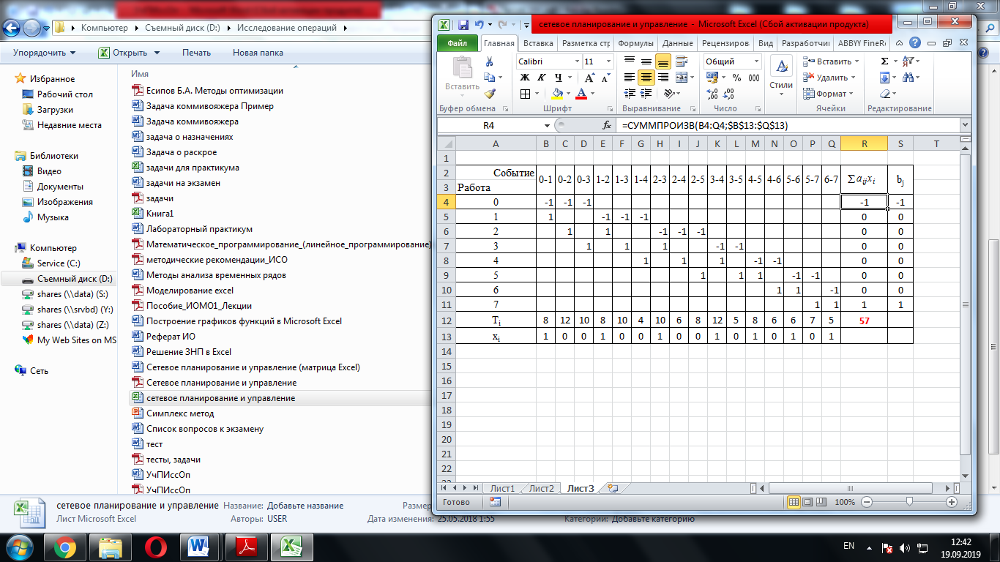 Компьютер Съемный диск (D:) Исследование операций
Упорядочить Открыть Печать Новая папка
Избранное
Рабочий стол
Загрузки
Недавние места
Библиотеки
Видео
Документы
Изображения
Музыка
Компьютер
Service (C:)
Съемный диск (D:)
shares (\\data) (S:)
shares (\\srvbd) (Y:)
shares (\\data) (Z:)
My Web Sites on MS
Сеть
Имя
Есипов Б.А. Методы оптимизации
Задача коммивояжера Пример
Задача коммивояжера
задача о назначениях
Задача о раскрое
задачи для практикума
задачи на экзамен
задачи
Книга1
Лабораторный практикум
Математическое_программирование_(линейное_программирование)
методические рекомендации_ИСО
Методы анализа временных рядов
Моделирование excel
Пособие_ИОМО1_Лекции
Построение графиков функций в Microsoft Excel
Реферат ИО
Решение ЗНП в Excel
Сетевое планирование и управление (матрица Excel)
Сетевое планирование и управление
сетевое планирование и управление
Симплекс метод
Список вопросов к экзамену
тест
тесты, задачи
УчПИссОп
УчПИссОп
сетевое планирование и управление Название: Добавьте название Размер
Лист Microsoft Excel Авторы: USER Дата изменения: 25.05.2018 1:55 Категории: Добавьте категорию
сетевое планирование и управление - Microsoft Excel (Сбой активации продукта)
Файл Главная Вставка Разметка стр Формулы Данные Рецензиров Вид Разработчи ABBYY FineRe
Вставить
Буфер обмена
Calibri 11
Ж К Ч A A
Шрифт
Выравнивание
Общий
% 000
Число
Стили
Вставить
Удалить
Формат
Ячейки
Σ
Редактирование
R4 fx =СУММПРОИЗВ(B4:Q4;$B$13:$Q$13)
A B C D E F G H I J K L M N O P Q R S T
1
2 Событие 0-1 0-2 0-3 1-2 1-3 1-4 2-3 2-4 2-5 3-4 3-5 4-5 4-6 5-6 5-7 6-7 ∑aijxi bj
3 Работа
4 0 -1 -1 -1 -1 -1
5 1 1 -1 -1 -1 0 0
6 2 1 1 -1 -1 -1 0 0
7 3 1 1 1 -1 -1 0 0
8 4 1 1 1 -1 -1 0 0
9 5 1 1 1 -1 -1 0 0
10 6 1 1 -1 0 0
11 7 1 1 1 1
12 Ti 8 12 10 8 10 4 10 6 8 12 5 8 6 6 7 5 57
13 xi 1 0 0 1 0 0 1 0 0 1 0 1 0 1 0 1
14
15
16
17
18
19
20
21
22
Лист1 Лист2 Лист3
Готово 100%
EN 12:42
19.09.2019